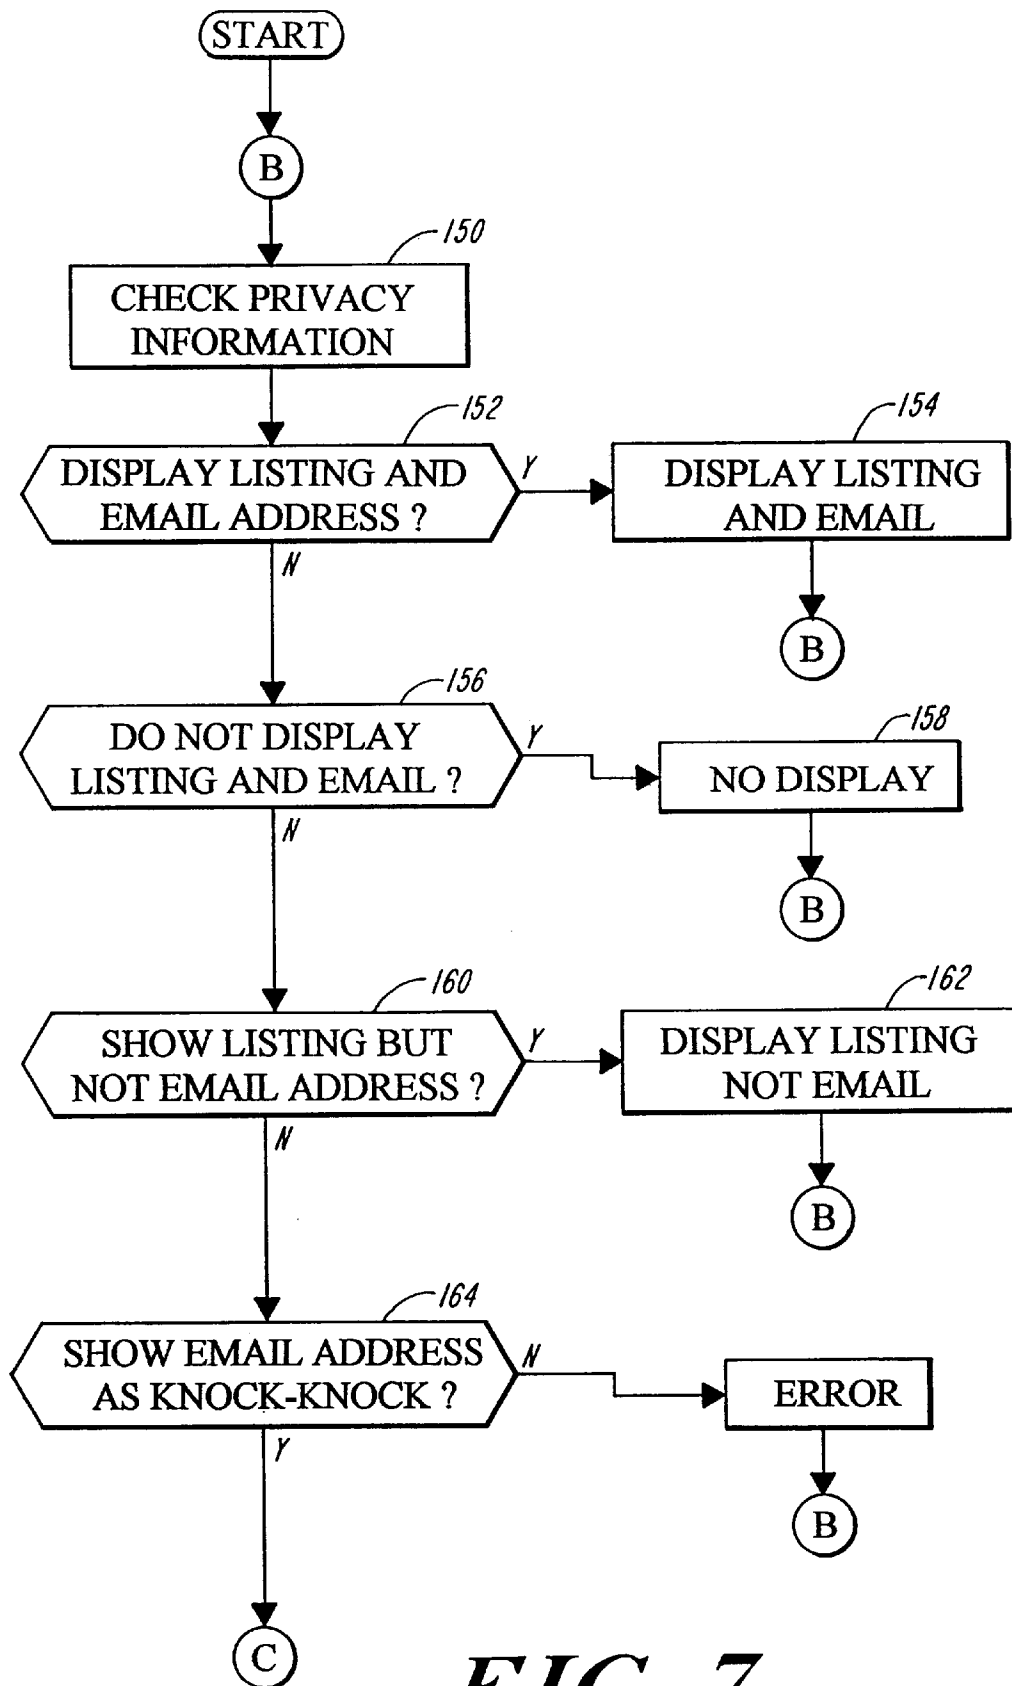 START
B
150
CHECK PRIVACY
INFORMATION
152
DISPLAY LISTING AND
EMAIL ADDRESS ?
Y
154
DISPLAY LISTING
AND EMAIL
N
B
156
DO NOT DISPLAY
LISTING AND EMAIL ?
Y
158
NO DISPLAY
N
B
160
SHOW LISTING BUT
NOT EMAIL ADDRESS ?
Y
162
DISPLAY LISTING
NOT EMAIL
N
B
164
SHOW EMAIL ADDRESS
AS KNOCK-KNOCK ?
N
ERROR
Y
B
C
FIG. 7